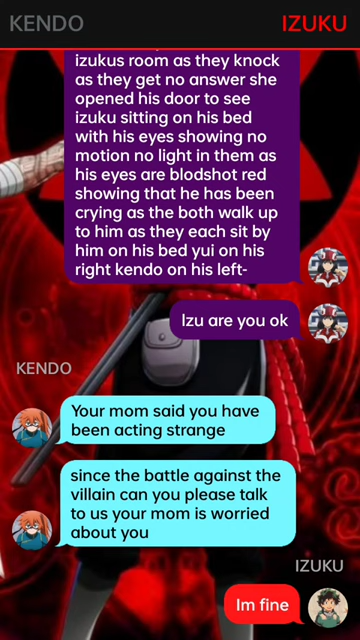 KENDO
IZUKU
izukus room as they knock
as they get no answer she
opened his door to see
izuku sitting on his bed
with his eyes showing no
motion no light in them as
his eyes are blodshot red
showing that he has been
crying as the both walk up
to him as they each sit by
him on his bed yui on his
right kendo on his left-
Izu are you ok
KENDO
Your mom said you have
been acting strange
since the battle against the
villain can you please talk
to us your mom is worried
about you
IZUKU
Im fine